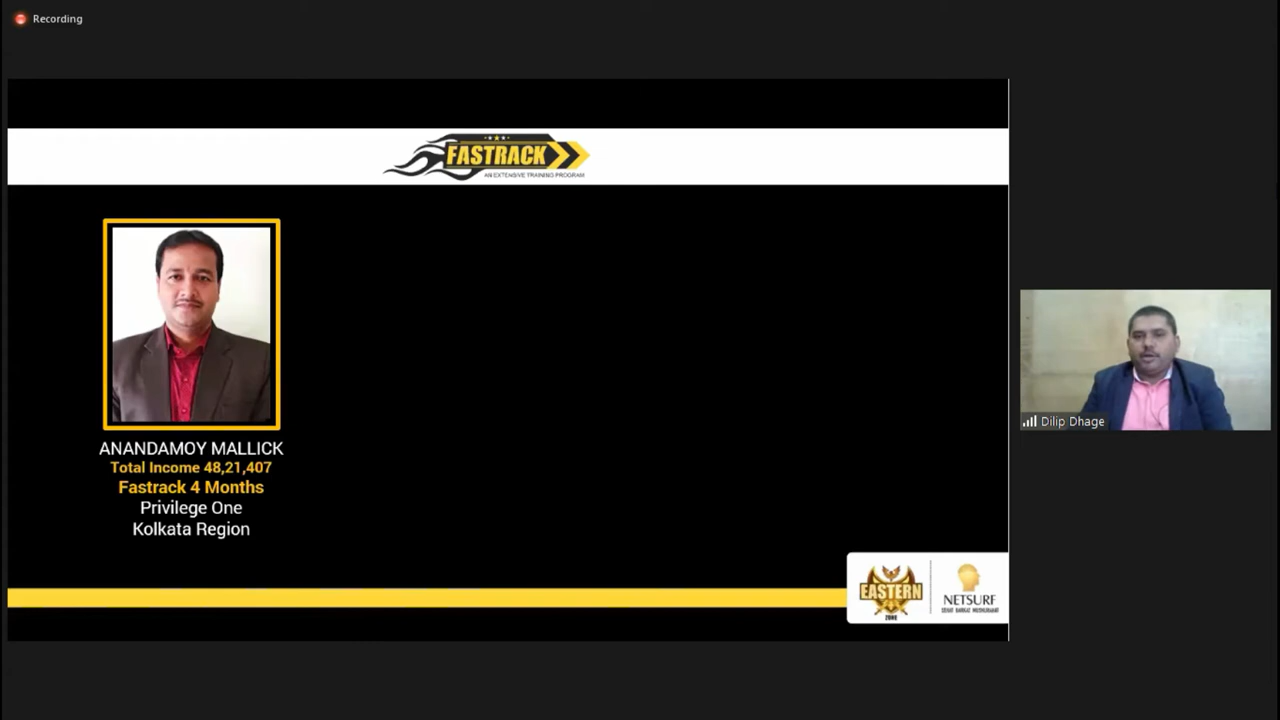 Recording
FASTRACK
AN EXTENSIVE TRAINING PROGRAM
ANANDAMOY MALLICK
Total Income 48,21,407
Fastrack 4 Months
Privilege One
Kolkata Region
Dilip Dhage
EASTERN
ZONE
NETSURF